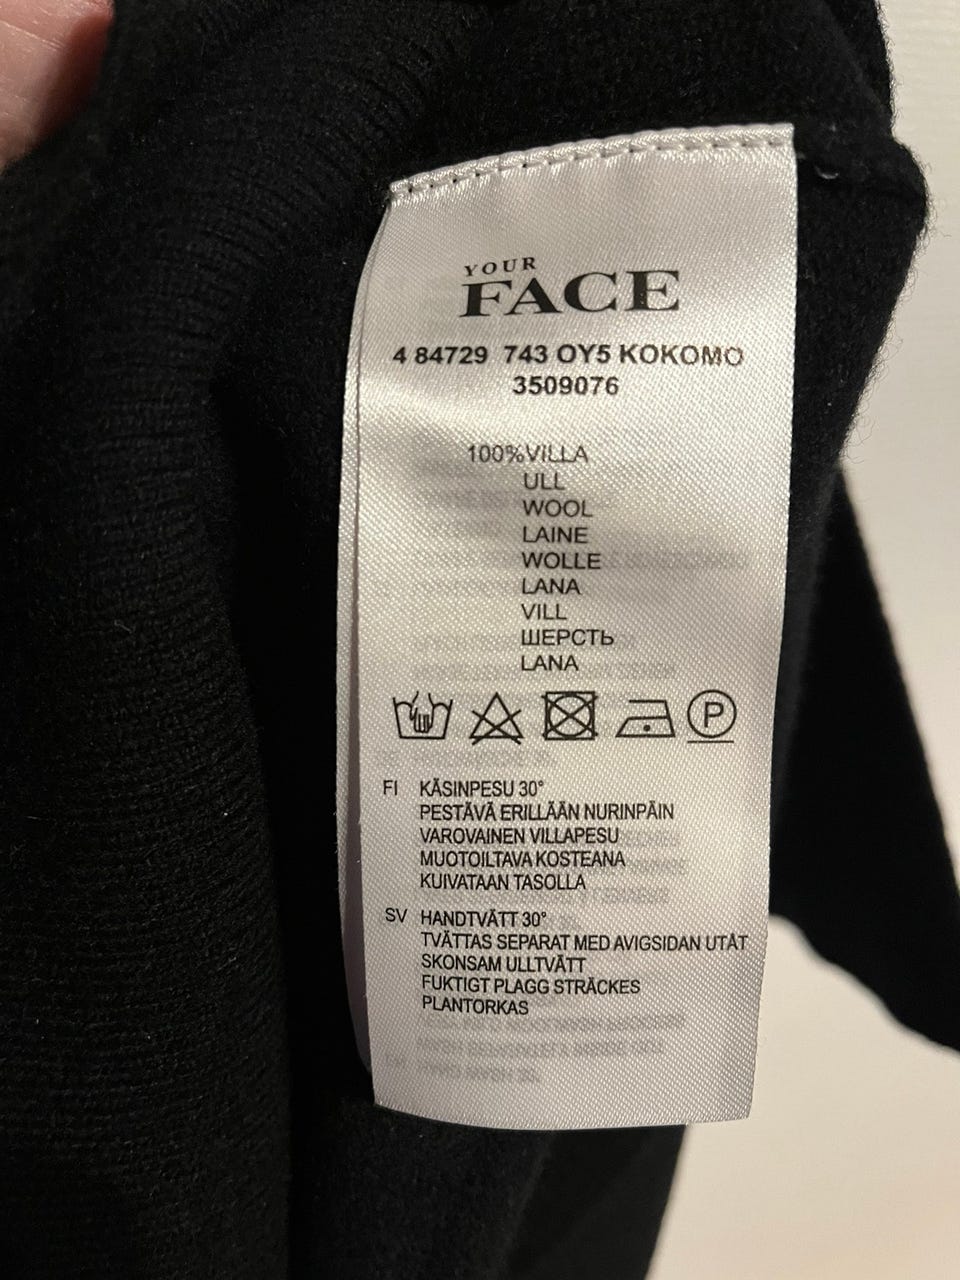 YOUR
FACE
4 84729 743 OY5 KOKOMO
3509076
100%VILLA
ULL
WOOL
LAINE
WOLLE
LANA
VILL
ШЕРСТЬ
LANA
P
FI KÄSINPESU 30°
PESTÄVÄ ERILLÄÄN NURINPÄIN
VAROVAINEN VILLAPESU
MUOTOILTAVA KOSTEANA
KUIVATAAN TASOLLA
SV HANDTVÄTT 30°
TVÄTTAS SEPARAT MED AVIGSIDAN UTÅT
SKONSAM ULLTVÄTT
FUKTIGT PLAGG STRÄCKES
PLANTORKAS